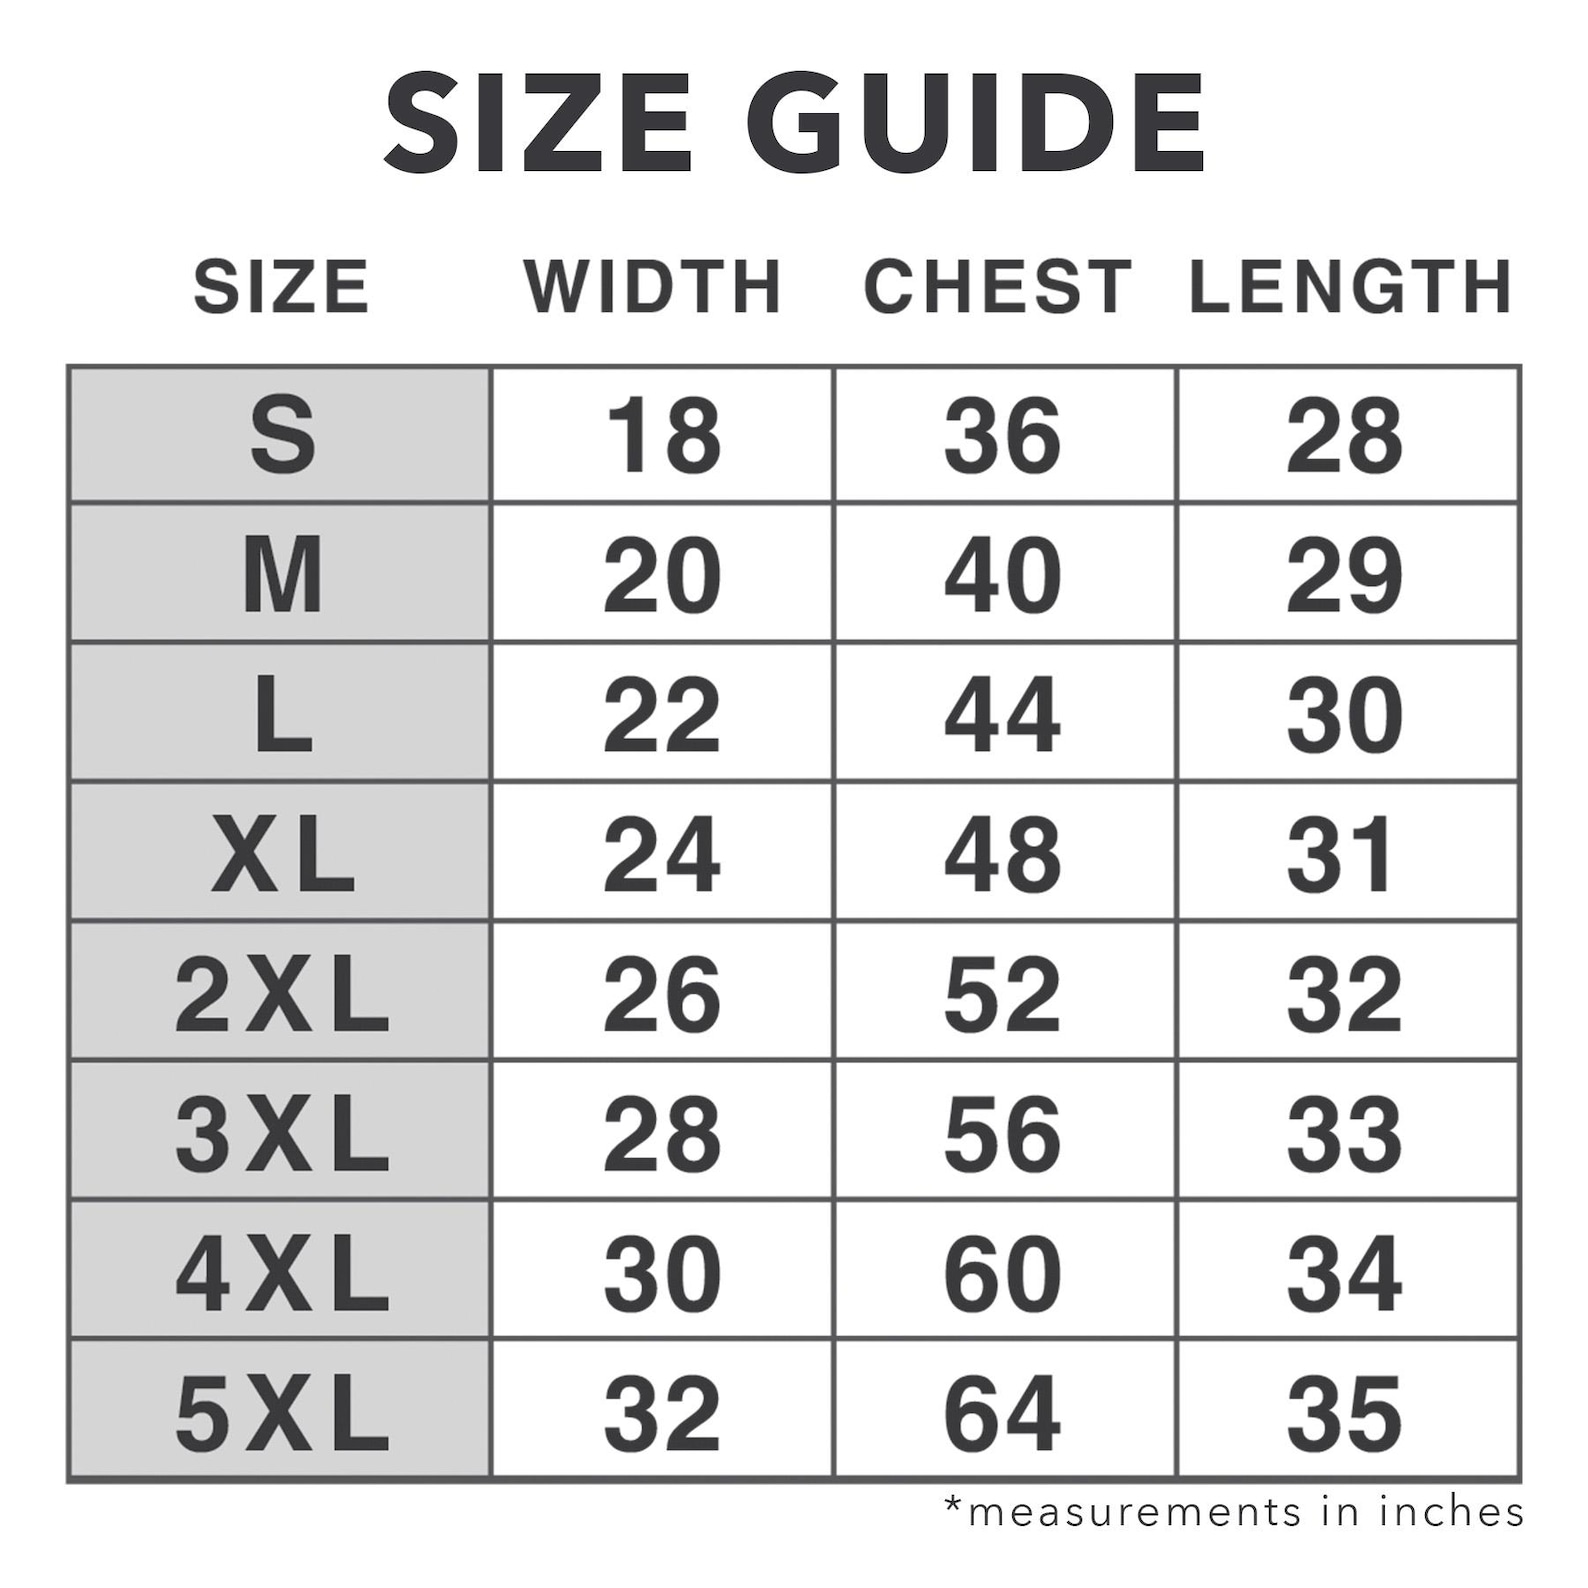 SIZE GUIDE
SIZE WIDTH CHEST LENGTH
S 18 36 28
M 20 40 29
L 22 44 30
XL 24 48 31
2XL 26 52 32
3XL 28 56 33
4XL 30 60 34
5XL 32 64 35
*measurements in inches